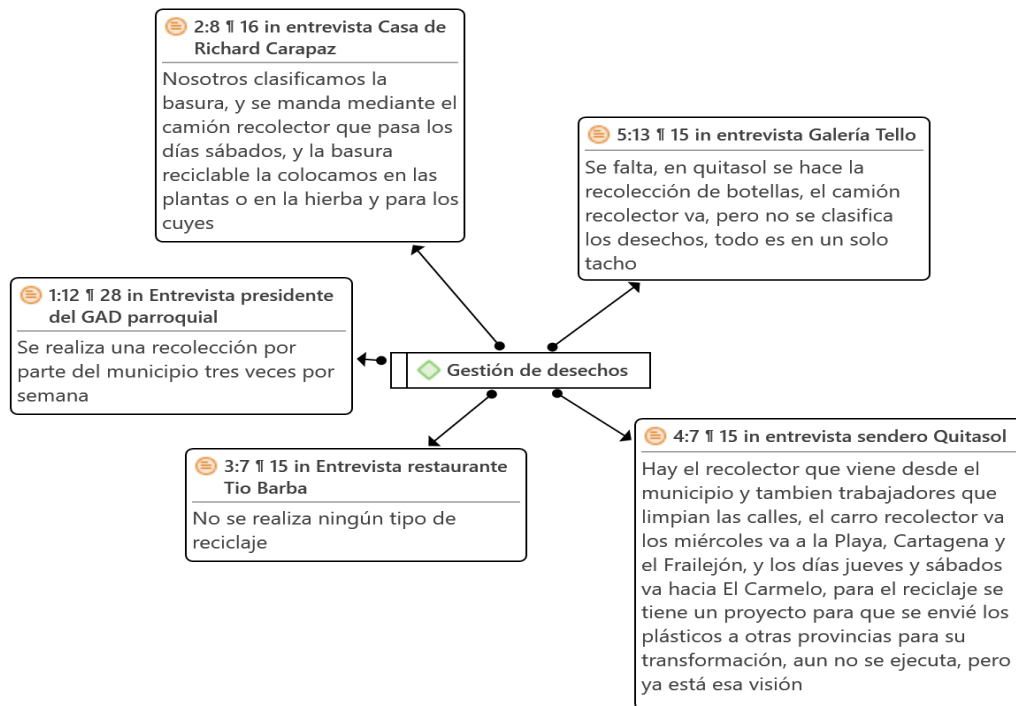 2:8 ¶ 16 in entrevista Casa de
Richard Carapaz
Nosotros clasificamos la
basura, y se manda mediante el
camión recolector que pasa los
días sábados, y la basura
reciclable la colocamos en las
plantas o en la hierba y para los
cuyes
5:13 ¶ 15 in entrevista Galería Tello
Se falta, en quitasol se hace la
recolección de botellas, el camión
recolector va, pero no se clasifica
los desechos, todo es en un solo
tacho
1:12 ¶ 28 in Entrevista presidente
del GAD parroquial
Se realiza una recolección por
parte del municipio tres veces por
semana
Gestión de desechos
3:7 ¶ 15 in Entrevista restaurante
Tio Barba
No se realiza ningún tipo de
reciclaje
4:7 ¶ 15 in entrevista sendero Quitasol
Hay el recolector que viene desde el
municipio y tambien trabajadores que
limpian las calles, el carro recolector va
los miércoles va a la Playa, Cartagena y
el Frailejón, y los días jueves y sábados
va hacia El Carmelo, para el reciclaje se
tiene un proyecto para que se envié los
plásticos a otras provincias para su
transformación, aun no se ejecuta, pero
ya está esa visión